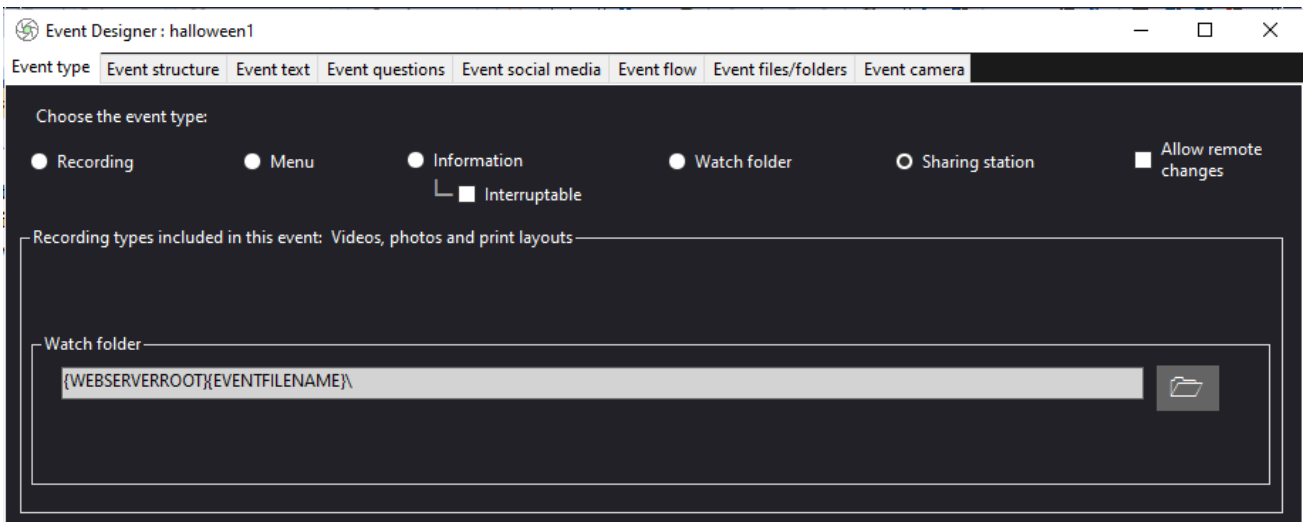 Event Designer : halloween1
Event type Event structure Event text Event questions Event social media Event flow Event files/folders Event camera
Choose the event type:
Recording Menu Information Watch folder Sharing station Allow remote
changes
Interruptable
Recording types included in this event: Videos, photos and print layouts
Watch folder
{WEBSERVERROOT}{EVENTFILENAME}\